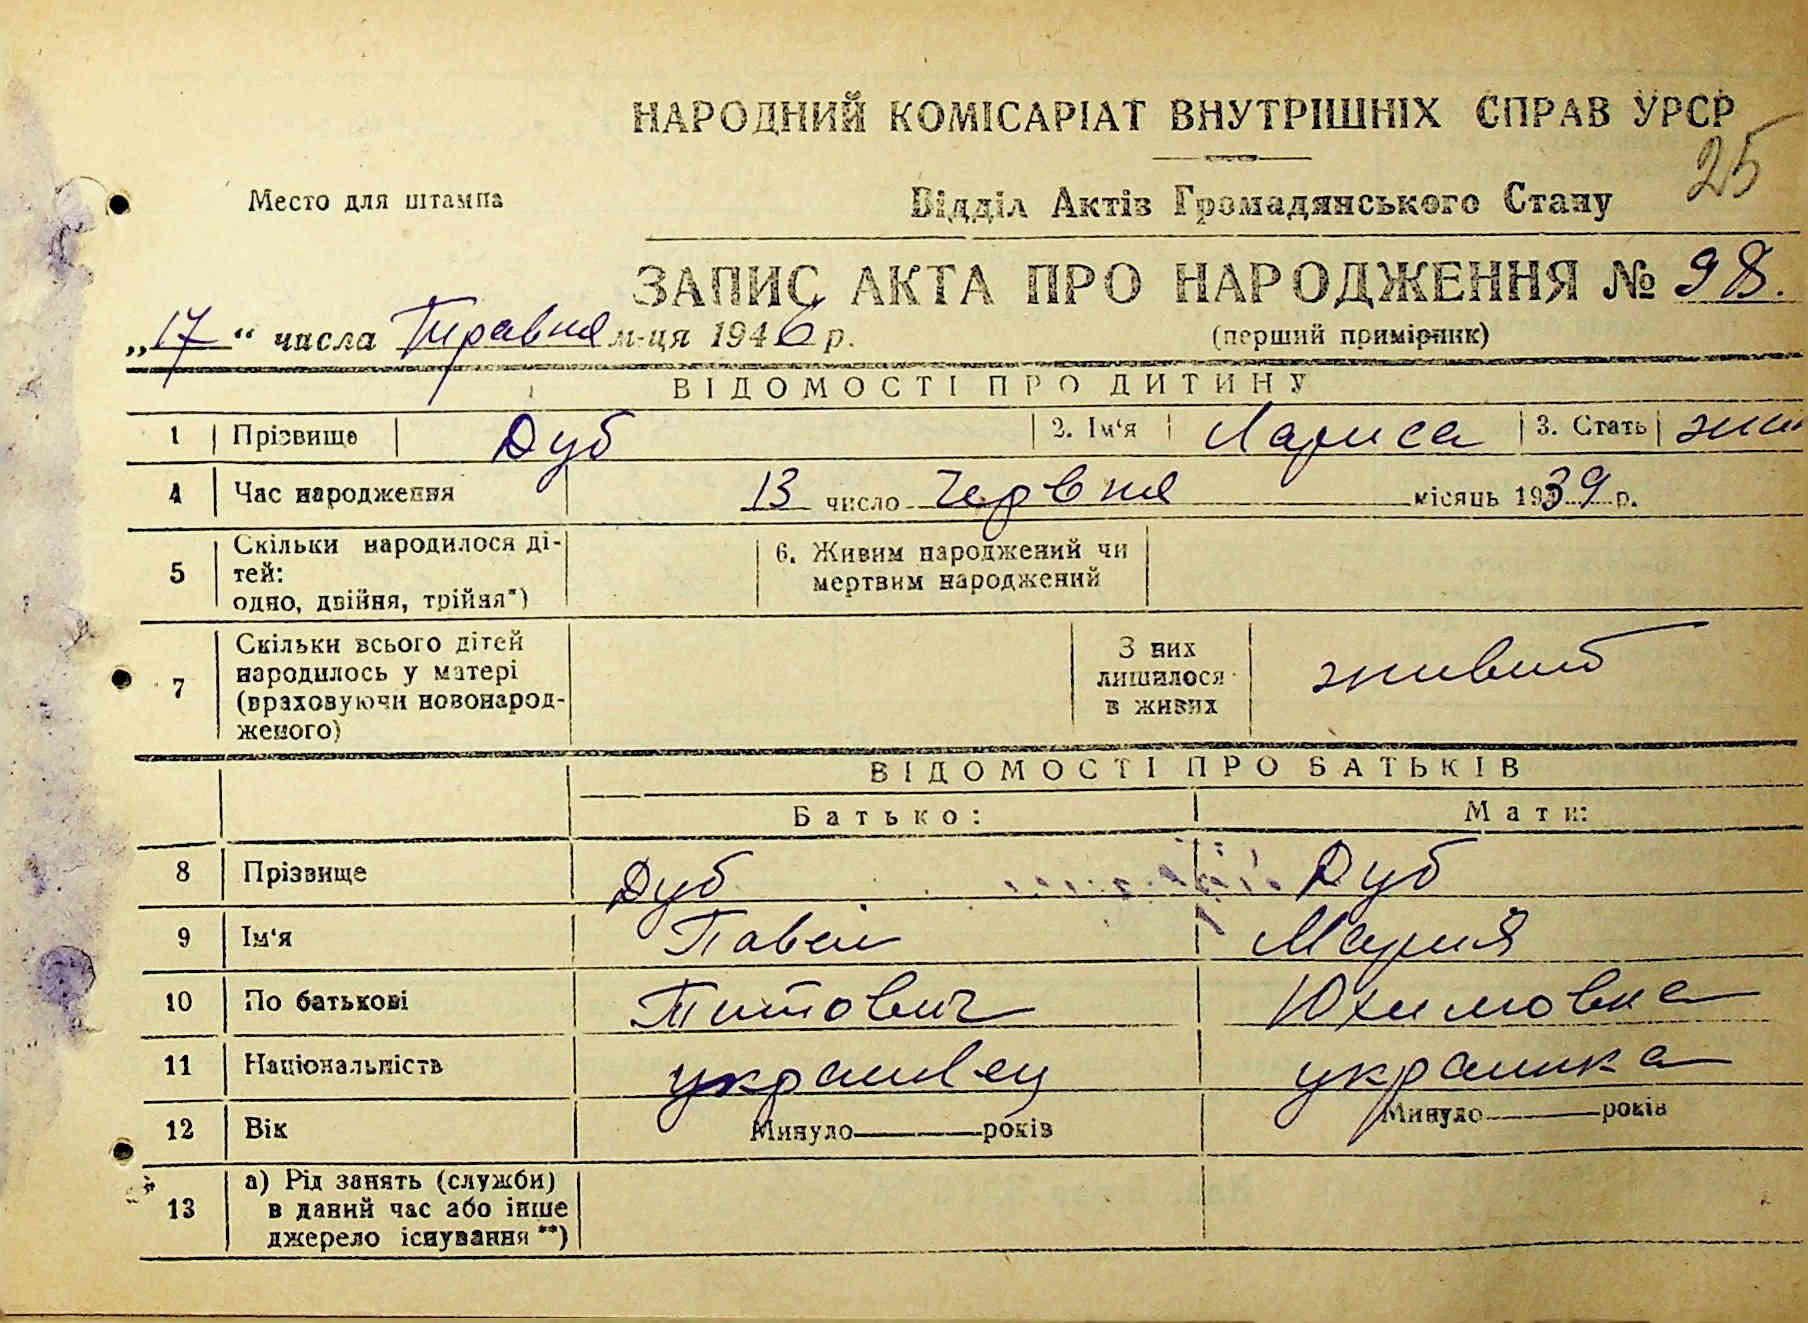 НАРОДНИЙ КОМІСАРІАТ ВНУТРІШНІХ СПРАВ УРСР
25
Место для штампа
Відділ Актів Громадянського Стану
ЗАПИС АКТА ПРО НАРОДЖЕННЯ № 98.
„17“ числа Травня м-ця 1946 р.
(перший примірник)
ВІДОМОСТІ ПРО ДИТИНУ
1 Прізвище Дуб 2. Ім'я Лариса 3. Стать
4 Час народження 13 число Червня місяць 1939 р.
5 Скільки народилося ді-
тей:
одно, двійня, трійня*)
6. Живим народжений чи
мертвим народжений
7 Скільки всього дітей
народилось у матері
(враховуючи новонарод-
женого)
З них
лишилося
в живих
ВІДОМОСТІ ПРО БАТЬКІВ
Батько: Мати:
8 Прізвище Дуб Дуб
9 Ім'я Павел Мария
10 По батькові Титович Юхимовна
11 Національність украинец украинка
12 Вік Минуло років Минуло років
13 а) Рід занять (служби)
в даний час або інше
джерело існування **)